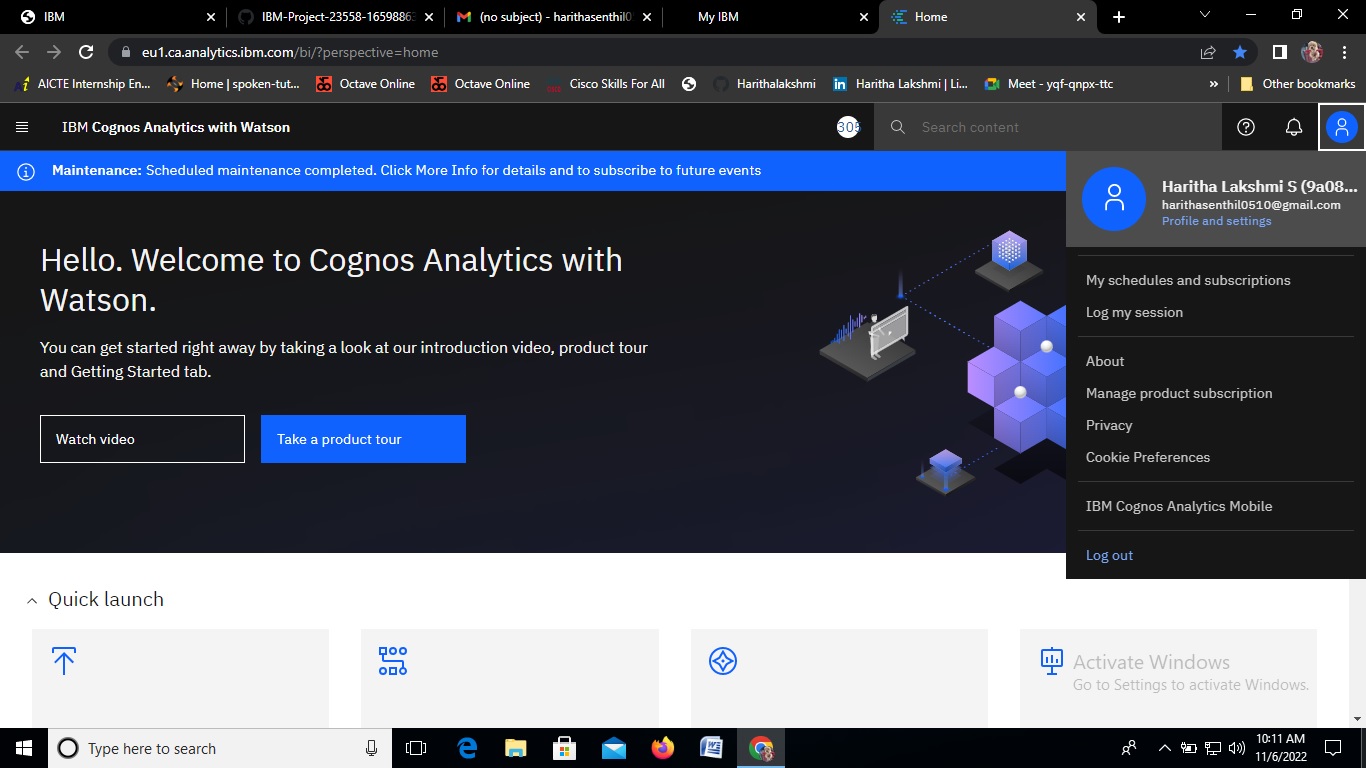 IBM
IBM-Project-23558-16598863
(no subject) - harithasenthil0
My IBM
Home
eu1.ca.analytics.ibm.com/bi/?perspective=home
AICTE Internship En...
Home | spoken-tut...
Octave Online
Octave Online
Cisco Skills For All
Harithalakshmi
Haritha Lakshmi | Li...
Meet - yqf-qnpx-ttc
»
Other bookmarks
IBM Cognos Analytics with Watson
305
Search content
Maintenance: Scheduled maintenance completed. Click More Info for details and to subscribe to future events
Haritha Lakshmi S (9a08...
harithasenthil0510@gmail.com
Profile and settings
My schedules and subscriptions
Log my session
About
Manage product subscription
Privacy
Cookie Preferences
IBM Cognos Analytics Mobile
Log out
Hello. Welcome to Cognos Analytics with
Watson.
You can get started right away by taking a look at our introduction video, product tour
and Getting Started tab.
Watch video
Take a product tour
Quick launch
Activate Windows
Go to Settings to activate Windows.
Type here to search
10:11 AM
11/6/2022